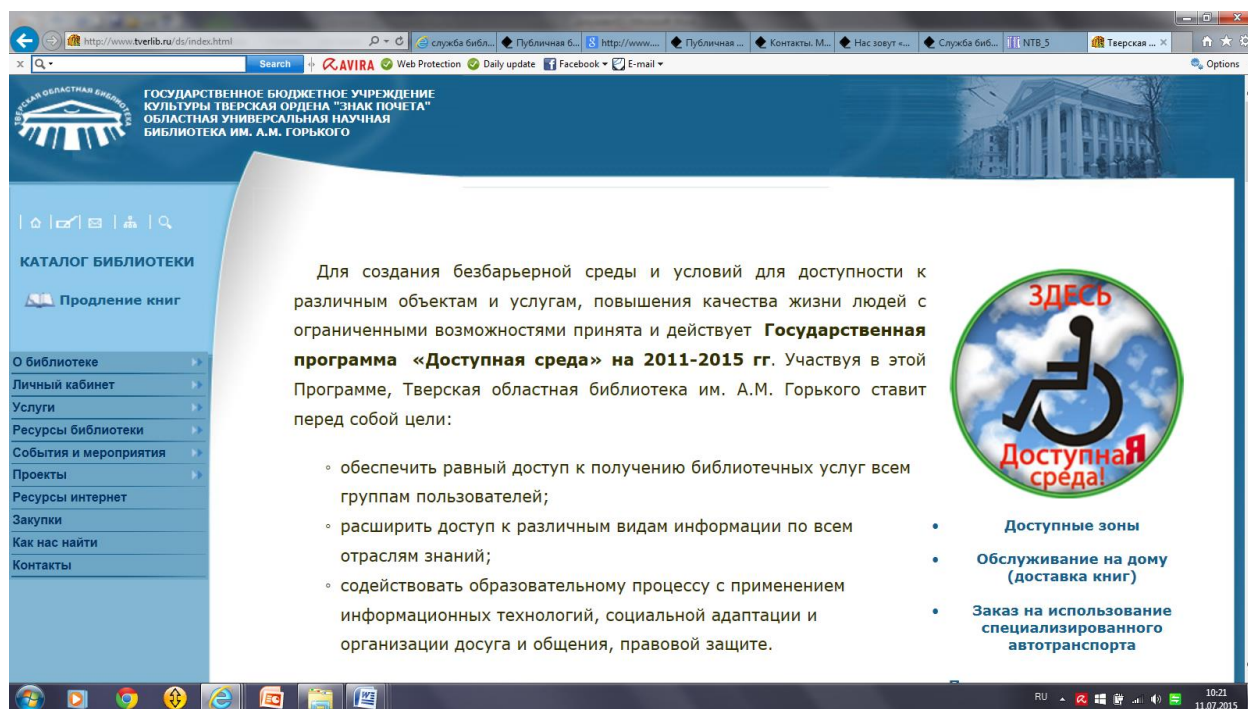 http://www.tverlib.ru/ds/index.html
служба библ...
Публичная б...
http://www....
Публичная ...
Контакты. М...
Нас зовут «...
Служба биб...
NTB_5
Тверская ...
Search
AVIRA
Web Protection
Daily update
Facebook
E-mail
Options
ТВЕРСКАЯ ОБЛАСТНАЯ БИБЛИОТЕКА
ГОСУДАРСТВЕННОЕ БЮДЖЕТНОЕ УЧРЕЖДЕНИЕ
КУЛЬТУРЫ ТВЕРСКАЯ ОРДЕНА "ЗНАК ПОЧЕТА"
ОБЛАСТНАЯ УНИВЕРСАЛЬНАЯ НАУЧНАЯ
БИБЛИОТЕКА ИМ. А.М. ГОРЬКОГО
КАТАЛОГ БИБЛИОТЕКИ
Продление книг
О библиотеке
Личный кабинет
Услуги
Ресурсы библиотеки
События и мероприятия
Проекты
Ресурсы интернет
Закупки
Как нас найти
Контакты
Для создания безбарьерной среды и условий для доступности к
различным объектам и услугам, повышения качества жизни людей с
ограниченными возможностями принята и действует Государственная
программа «Доступная среда» на 2011-2015 гг. Участвуя в этой
Программе, Тверская областная библиотека им. А.М. Горького ставит
перед собой цели:
◦ обеспечить равный доступ к получению библиотечных услуг всем
группам пользователей;
◦ расширить доступ к различным видам информации по всем
отраслям знаний;
◦ содействовать образовательному процессу с применением
информационных технологий, социальной адаптации и
организации досуга и общения, правовой защите.
ЗДЕСЬ
ДоступнаЯ
среда!
• Доступные зоны
• Обслуживание на дому
(доставка книг)
• Заказ на использование
специализированного
автотранспорта
RU
10:21
11.07.2015